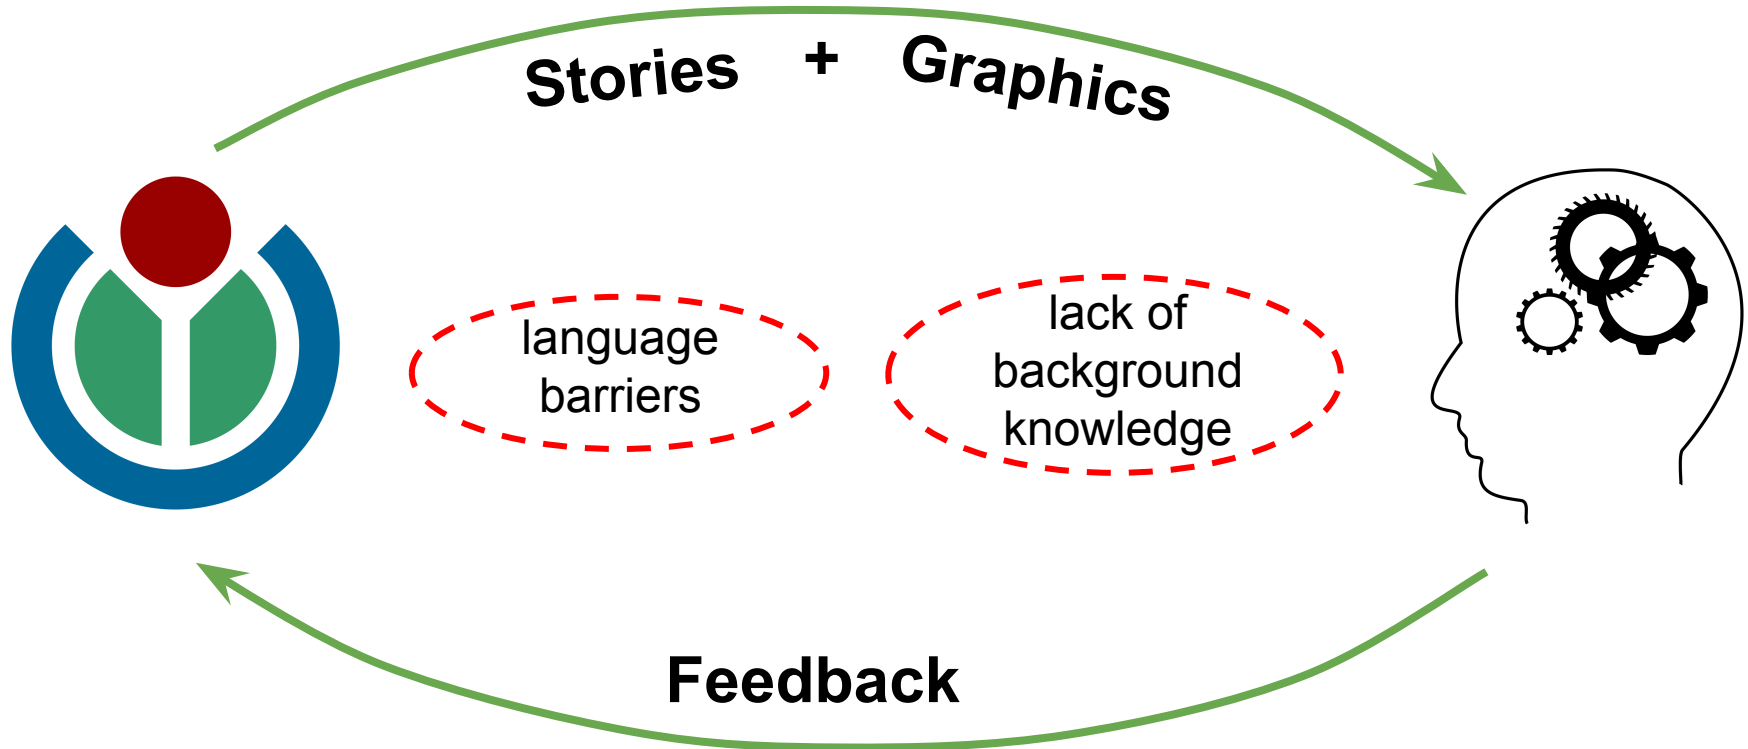 Stories + Graphics
language
barriers
lack of
background
knowledge
Feedback